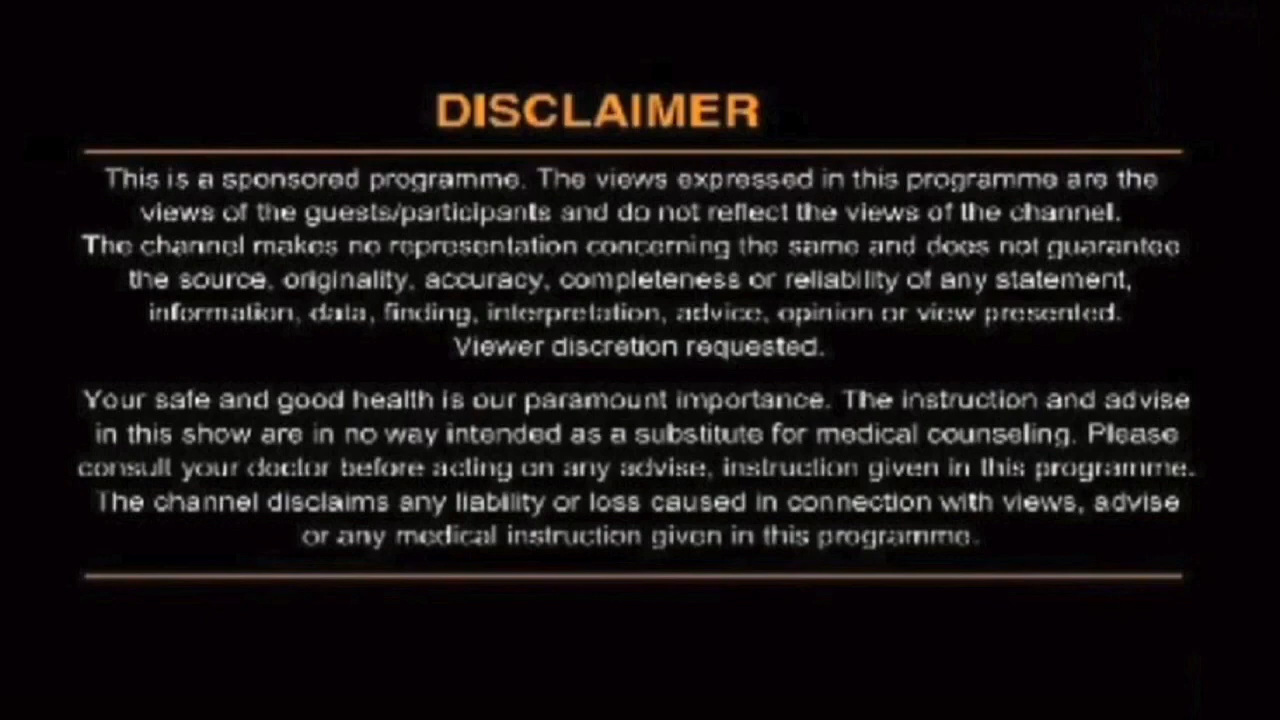 DISCLAIMER
This is a sponsored programme. The views expressed in this programme are the
views of the guests/participants and do not reflect the views of the channel.
The channel makes no representation concerning the same and does not guarantee
the source, originality, accuracy, completeness or reliability of any statement,
information, data, finding, interpretation, advice, opinion or view presented.
Viewer discretion requested.
Your safe and good health is our paramount importance. The instruction and advise
in this show are in no way intended as a substitute for medical counseling. Please
consult your doctor before acting on any advise, instruction given in this programme.
The channel disclaims any liability or loss caused in connection with views, advise
or any medical instruction given in this programme.